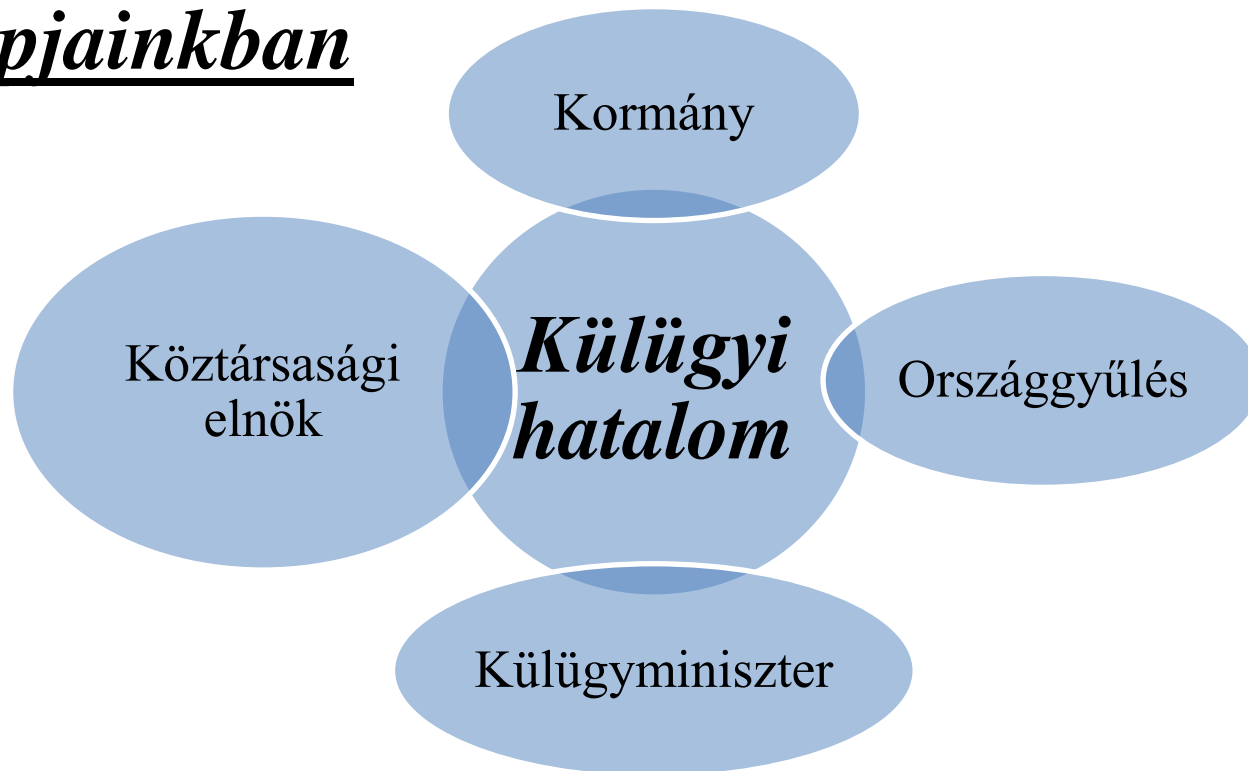 pjainkban
Kormány
Köztársasági
elnök
Külügyi
hatalom
Országgyűlés
Külügyminiszter